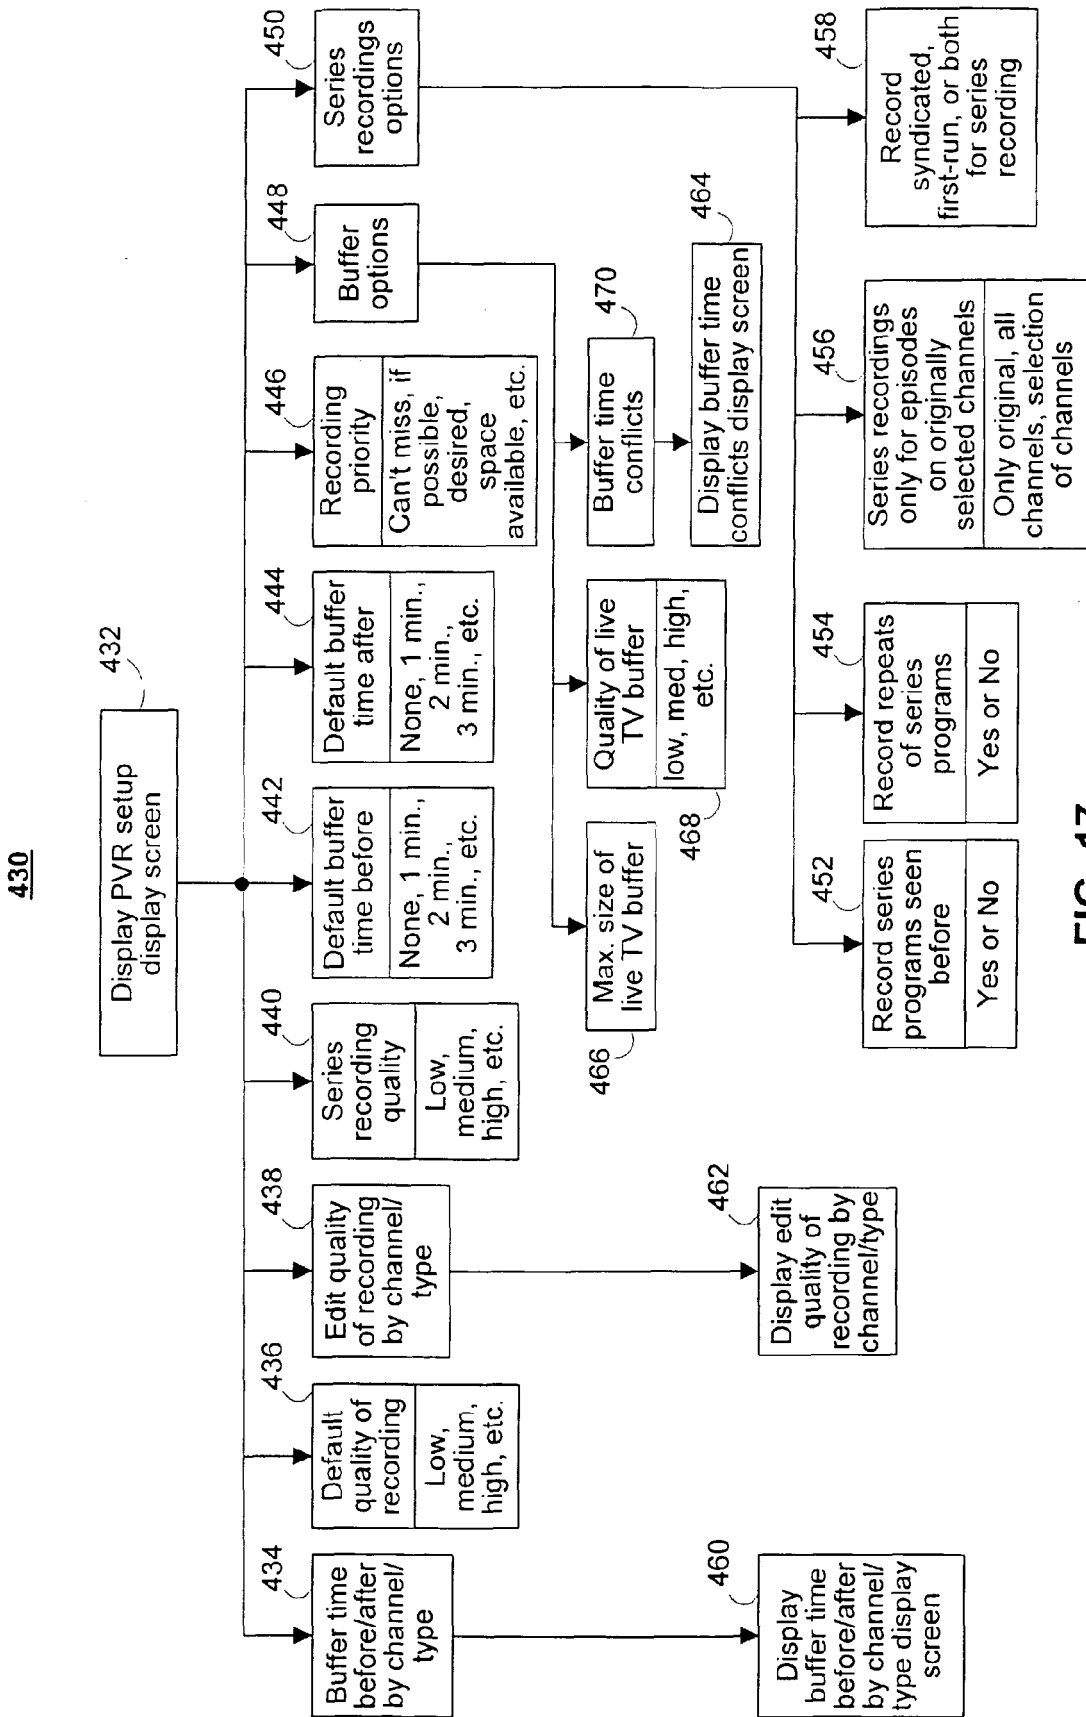 430
Display PVR setup
display screen
432
Buffer time
before/after
by channel/
type
434
Default
quality of
recording
Low,
medium,
high, etc.
436
Edit quality
of recording
by channel/
type
438
Series
recording
quality
Low,
medium,
high, etc.
440
Default buffer
time before
None, 1 min.,
2 min.,
3 min., etc.
442
Default buffer
time after
None, 1 min.,
2 min.,
3 min., etc.
444
Recording
priority
Can't miss, if
possible,
desired,
space
available, etc.
446
Buffer
options
448
Series
recordings
options
450
Max. size of
live TV buffer
466
Quality of live
TV buffer
low, med, high,
etc.
468
Buffer time
conflicts
470
Display buffer time
conflicts display screen
464
Display
buffer time
before/after
by channel/
type display
screen
460
Display edit
quality of
recording by
channel/type
462
Record series
programs seen
before
Yes or No
452
Record repeats
of series
programs
Yes or No
454
Series recordings
only for episodes
on originally
selected channels
Only original, all
channels, selection
of channels
456
Record
syndicated,
first-run, or both
for series
recording
458
FIG. 17